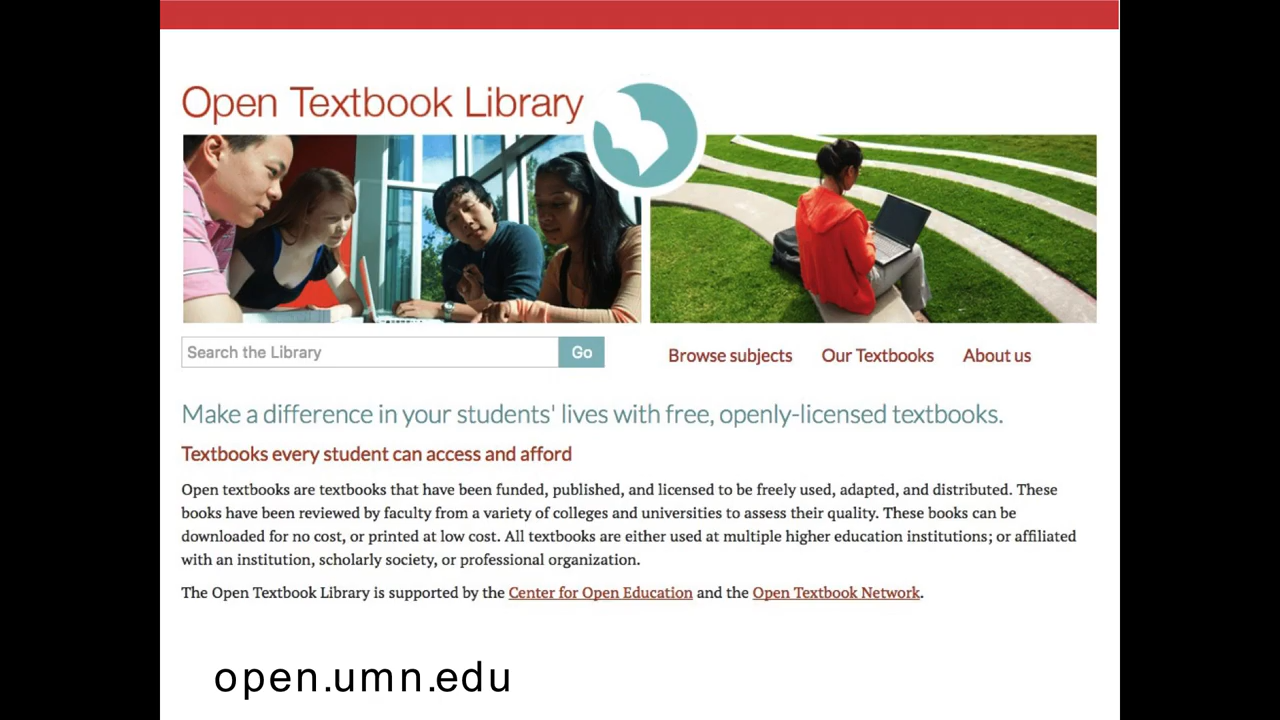 Open Textbook Library
Search the Library
Go
Browse subjects
Our Textbooks
About us
Make a difference in your students' lives with free, openly-licensed textbooks.
Textbooks every student can access and afford
Open textbooks are textbooks that have been funded, published, and licensed to be freely used, adapted, and distributed. These
books have been reviewed by faculty from a variety of colleges and universities to assess their quality. These books can be
downloaded for no cost, or printed at low cost. All textbooks are either used at multiple higher education institutions; or affiliated
with an institution, scholarly society, or professional organization.
The Open Textbook Library is supported by the Center for Open Education and the Open Textbook Network.
open.umn.edu